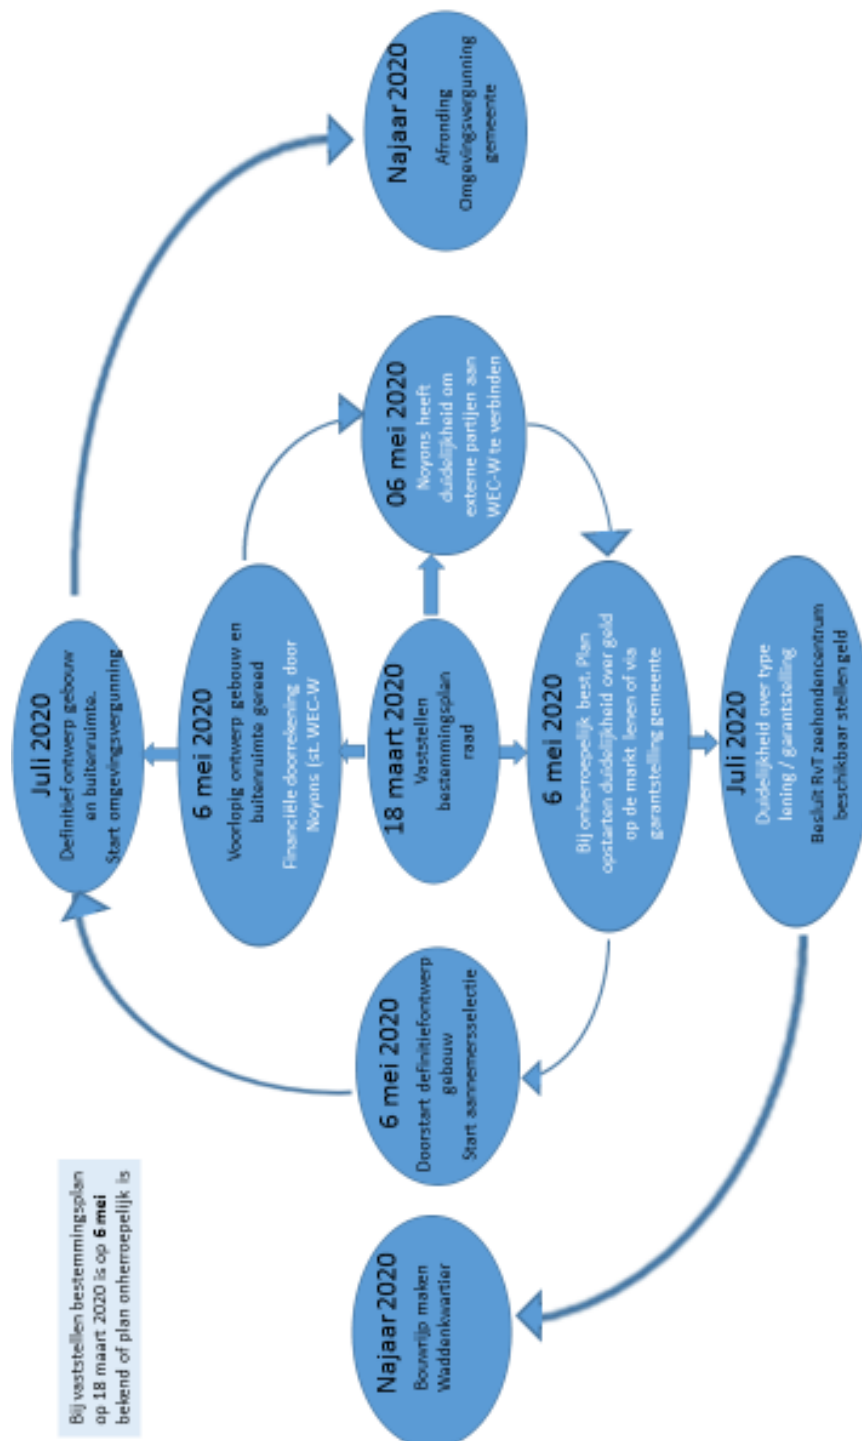 Bij vaststellen bestemmingsplan
op 18 maart 2020 is op 6 mei
bekend of plan onherroepelijk is
Juli 2020
Definitief ontwerp gebouw
en buitenruimte.
Start omgevingsvergunning
6 mei 2020
Voorlopig ontwerp gebouw en
buitenruimte gereed
Financiële doorrekening door
Noyons (st. WEC-W
Najaar 2020
Bouwrijp maken
Waddenkwartier
6 mei 2020
Doorstart definitiefontwerp
gebouw
Start aannemersselectie
18 maart 2020
Vaststellen
bestemmingsplan
raad
06 mei 2020
Noyons heeft
duidelijkheid om
externe partijen aan
WEC-W te verbinden
Najaar 2020
Afronding
Omgevingsvergunning
gemeente
6 mei 2020
Bij onherroepelijk best. Plan
opstarten duidelijkheid over geld
op de markt lenen of via
garantstelling gemeente
Juli 2020
Duidelijkheid over type
lening / garantstelling
Besluit RvT zeehondencentrum
beschikbaar stellen geld